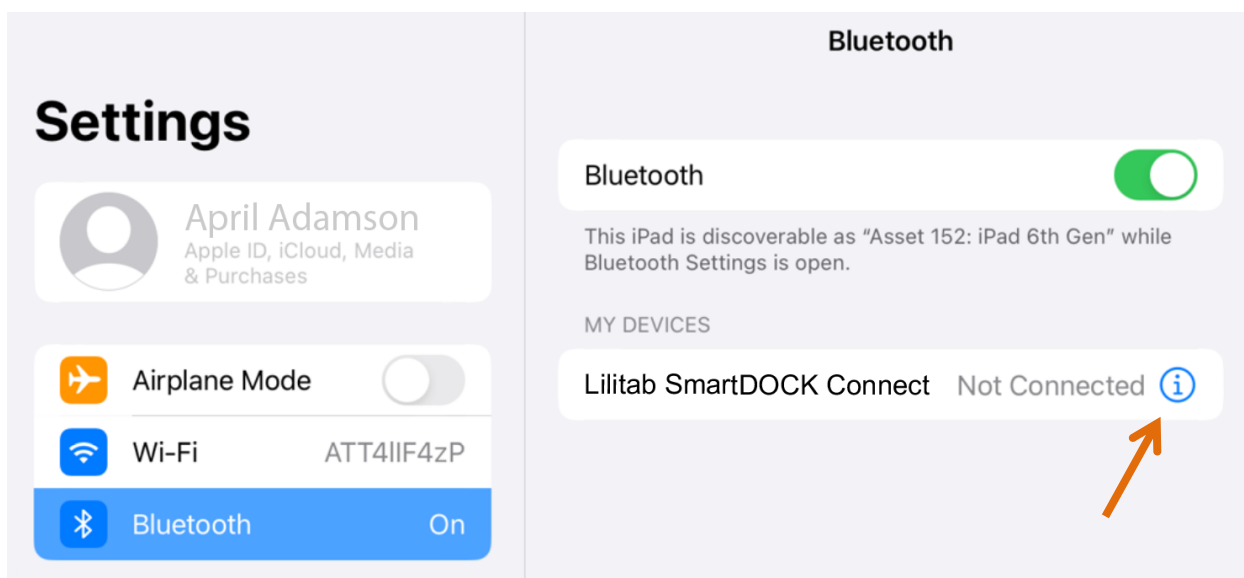 Settings
April Adamson
Apple ID, iCloud, Media
& Purchases
Airplane Mode
Wi-Fi ATT4llF4zP
Bluetooth On
Bluetooth
Bluetooth
This iPad is discoverable as “Asset 152: iPad 6th Gen” while
Bluetooth Settings is open.
MY DEVICES
Lilitab SmartDOCK Connect Not Connected